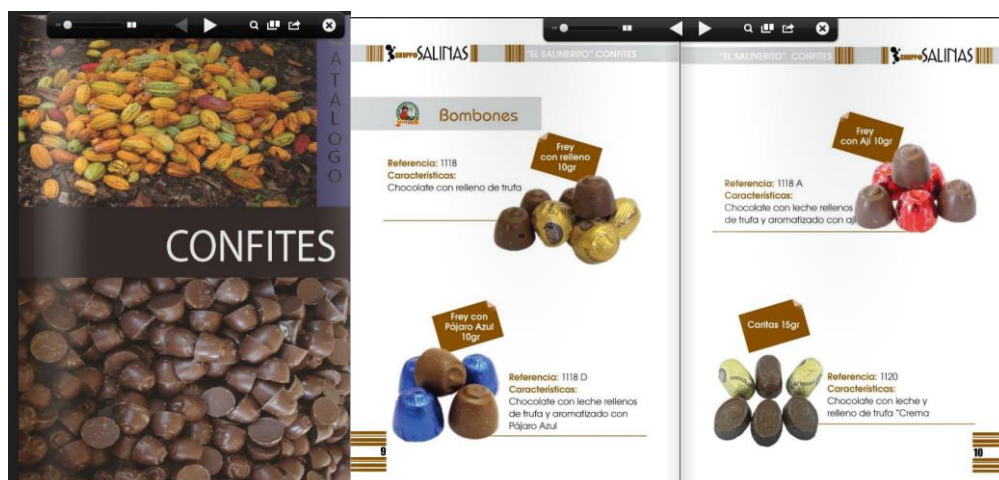 CATÁLOGO
CONFITES
GRUPPO SALINAS
"EL SALINERITO" CONFITES
Bombones
Frey
con relleno
10gr
Referencia: 1118
Características:
Chocolate con relleno de trufa
Frey con
Pájaro Azul
10gr
Referencia: 1118 D
Características:
Chocolate con leche rellenos
de trufa y aromatizado con
Pájaro Azul
9
"EL SALINERITO" CONFITES
GRUPPO SALINAS
Frey
con Ají 10gr
Referencia: 1118 A
Características:
Chocolate con leche rellenos
de trufa y aromatizado con ají
Caritas 15gr
Referencia: 1120
Características:
Chocolate con leche y
relleno de trufa "Crema
10